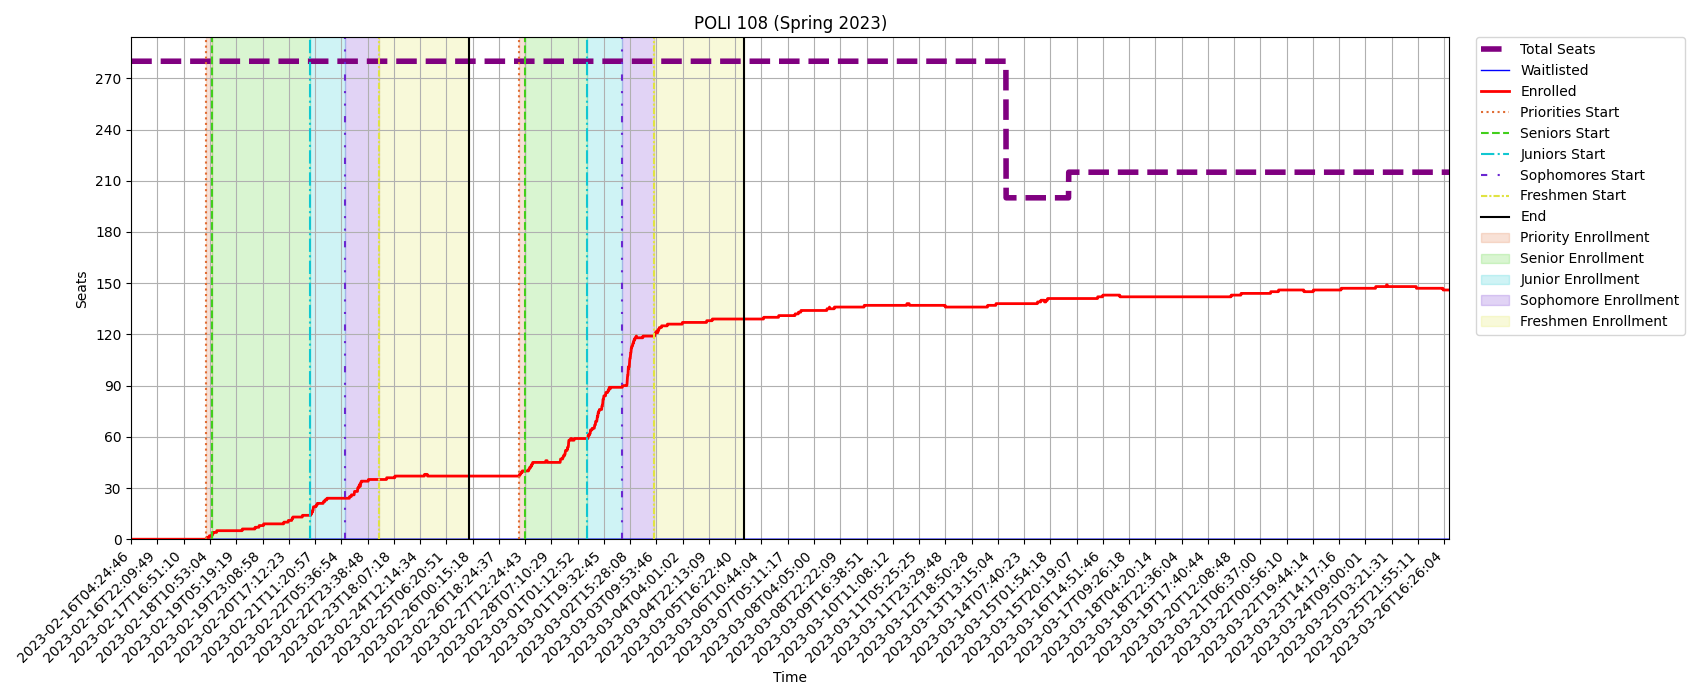 POLI 108 (Spring 2023)
Seats
270
240
210
180
150
120
90
60
30
0
2023-02-16T04:24:46
2023-02-16T22:09:49
2023-02-17T16:51:10
2023-02-18T10:53:04
2023-02-19T05:19:19
2023-02-19T23:08:58
2023-02-20T17:12:23
2023-02-21T11:20:57
2023-02-22T05:36:54
2023-02-22T23:38:48
2023-02-23T18:07:18
2023-02-24T12:14:34
2023-02-25T06:20:51
2023-02-26T00:15:18
2023-02-26T18:24:37
2023-02-27T12:24:43
2023-02-28T07:10:29
2023-03-01T01:12:52
2023-03-01T19:32:45
2023-03-02T15:28:08
2023-03-03T09:53:46
2023-03-04T04:01:02
2023-03-04T22:13:09
2023-03-05T16:22:40
2023-03-06T10:44:04
2023-03-07T05:11:17
2023-03-08T04:05:00
2023-03-08T22:22:09
2023-03-09T16:38:51
2023-03-10T11:08:12
2023-03-11T05:25:25
2023-03-11T23:29:48
2023-03-12T18:50:28
2023-03-13T13:15:04
2023-03-14T07:40:23
2023-03-15T01:54:18
2023-03-15T20:19:07
2023-03-16T14:51:46
2023-03-17T09:26:18
2023-03-18T04:20:14
2023-03-18T22:36:04
2023-03-19T17:40:44
2023-03-20T12:08:48
2023-03-21T06:37:00
2023-03-22T00:56:10
2023-03-22T19:44:14
2023-03-23T14:17:16
2023-03-24T09:00:01
2023-03-25T03:21:31
2023-03-25T21:55:11
2023-03-26T16:26:04
Time
Total Seats
Waitlisted
Enrolled
Priorities Start
Seniors Start
Juniors Start
Sophomores Start
Freshmen Start
End
Priority Enrollment
Senior Enrollment
Junior Enrollment
Sophomore Enrollment
Freshmen Enrollment